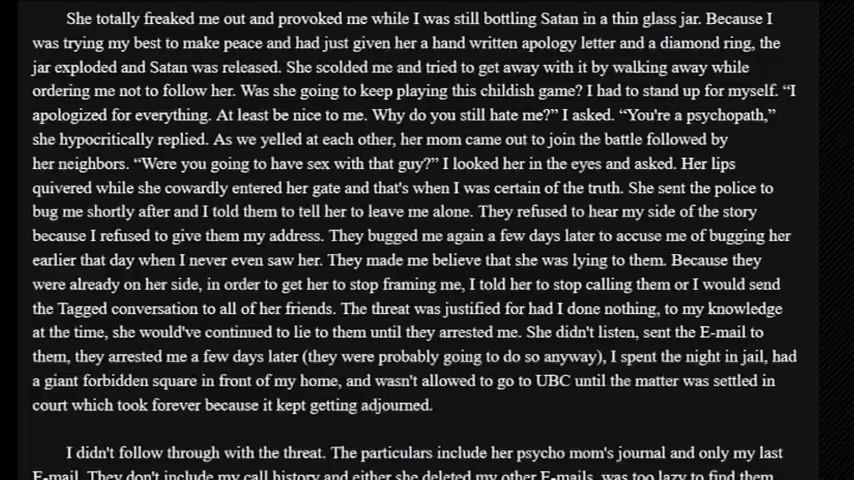 She totally freaked me out and provoked me while I was still bottling Satan in a thin glass jar. Because I
was trying my best to make peace and had just given her a hand written apology letter and a diamond ring, the
jar exploded and Satan was released. She scolded me and tried to get away with it by walking away while
ordering me not to follow her. Was she going to keep playing this childish game? I had to stand up for myself. “I
apologized for everything. At least be nice to me. Why do you still hate me?” I asked. “You're a psychopath,”
she hypocritically replied. As we yelled at each other, her mom came out to join the battle followed by
her neighbors. “Were you going to have sex with that guy?” I looked her in the eyes and asked. Her lips
quivered while she cowardly entered her gate and that's when I was certain of the truth. She sent the police to
bug me shortly after and I told them to tell her to leave me alone. They refused to hear my side of the story
because I refused to give them my address. They bugged me again a few days later to accuse me of bugging her
earlier that day when I never even saw her. They made me believe that she was lying to them. Because they
were already on her side, in order to get her to stop framing me, I told her to stop calling them or I would send
the Tagged conversation to all of her friends. The threat was justified for had I done nothing, to my knowledge
at the time, she would've continued to lie to them until they arrested me. She didn't listen, sent the E-mail to
them, they arrested me a few days later (they were probably going to do so anyway), I spent the night in jail, had
a giant forbidden square in front of my home, and wasn't allowed to go to UBC until the matter was settled in
court which took forever because it kept getting adjourned.
I didn't follow through with the threat. The particulars include her psycho mom's journal and only my last
E-mail. They don't include my call history and either she deleted my other E-mails, was too lazy to find them